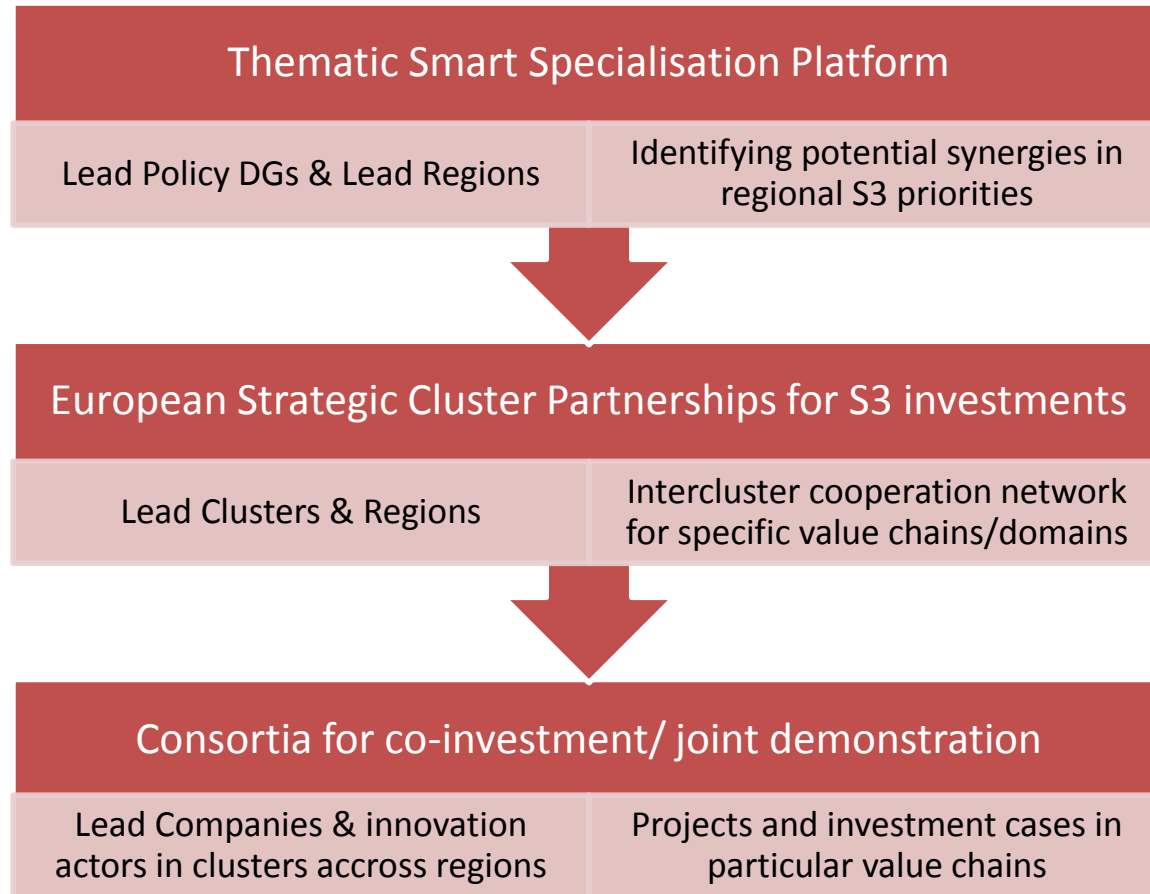 Thematic Smart Specialisation Platform
Lead Policy DGs & Lead Regions
Identifying potential synergies in
regional S3 priorities
European Strategic Cluster Partnerships for S3 investments
Lead Clusters & Regions
Intercluster cooperation network
for specific value chains/domains
Consortia for co-investment/ joint demonstration
Lead Companies & innovation
actors in clusters accross regions
Projects and investment cases in
particular value chains